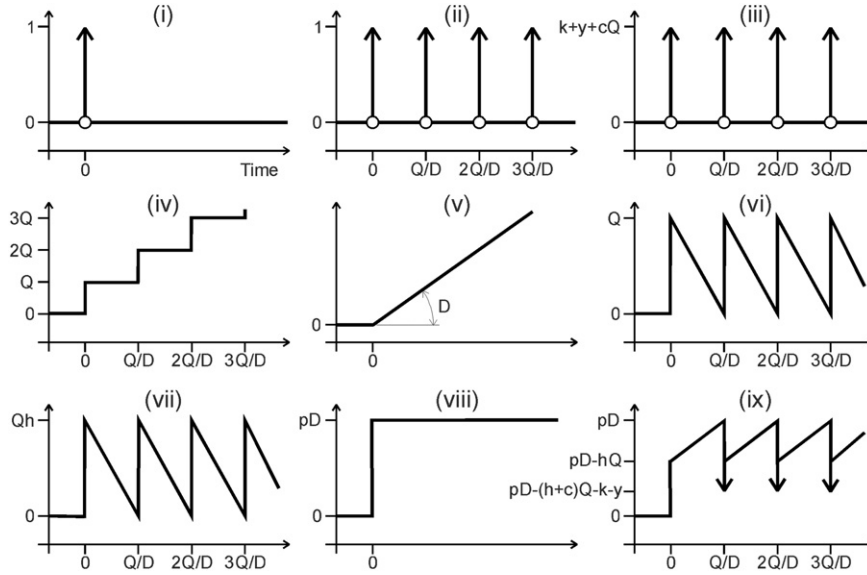 (i)
1
0
0
Time
(ii)
1
0
0 Q/D 2Q/D 3Q/D
(iii)
k+y+cQ
0
0 Q/D 2Q/D 3Q/D
(iv)
3Q
2Q
Q
0
0 Q/D 2Q/D 3Q/D
(v)
D
0
0
(vi)
Q
0
0 Q/D 2Q/D 3Q/D
(vii)
Qh
0
0 Q/D 2Q/D 3Q/D
(viii)
pD
0
0
(ix)
pD
pD-hQ
pD-(h+c)Q-k-y
0
0 Q/D 2Q/D 3Q/D